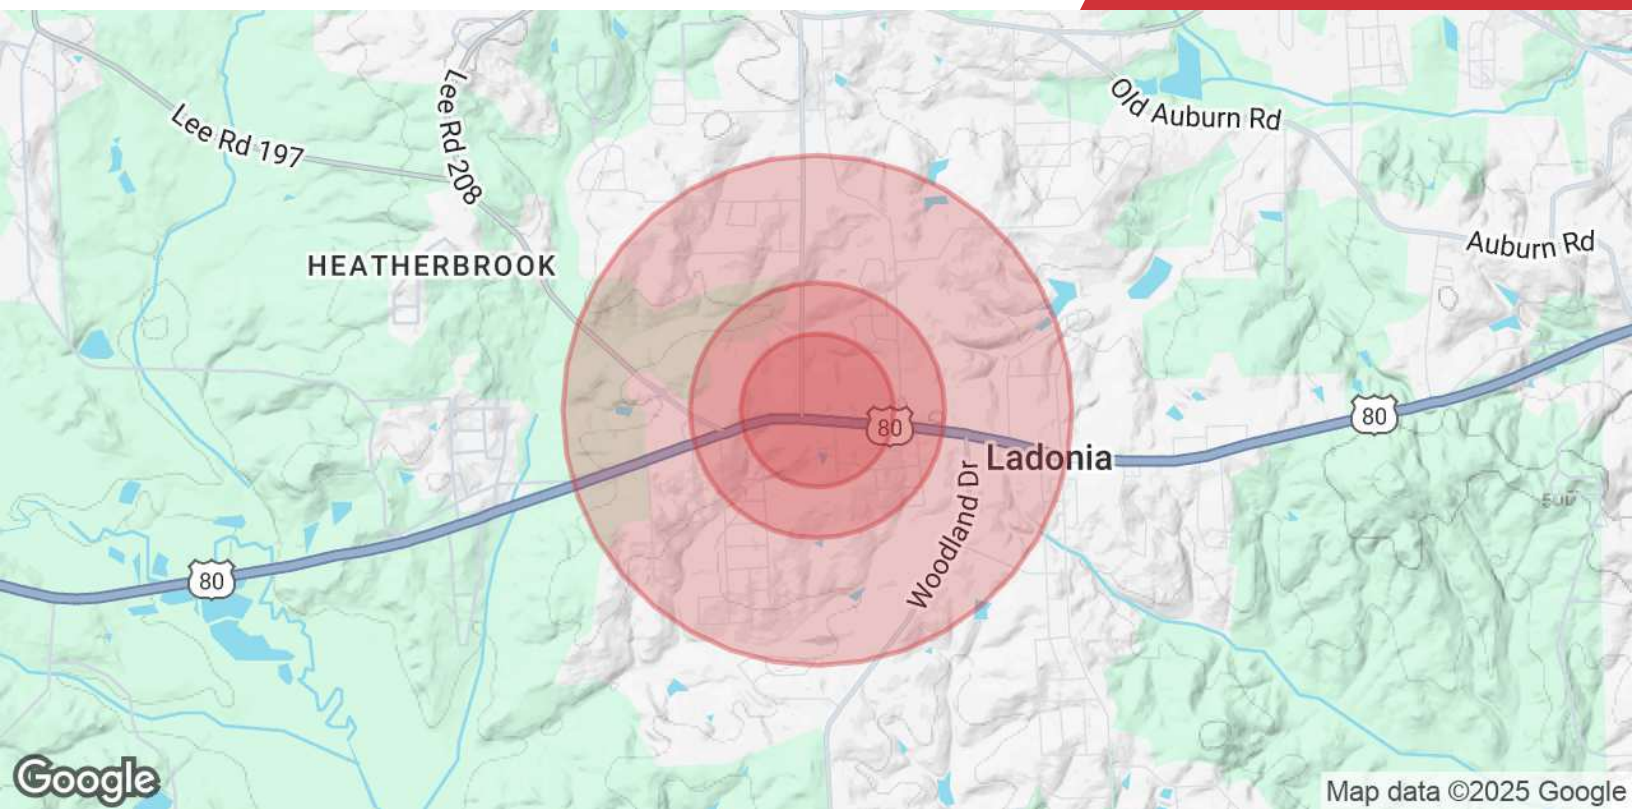 Lee Rd 197
Lee Rd 208
Old Auburn Rd
Auburn Rd
HEATHERBROOK
80
80
Ladonia
Woodland Dr
80
Google
Map data ©2025 Google